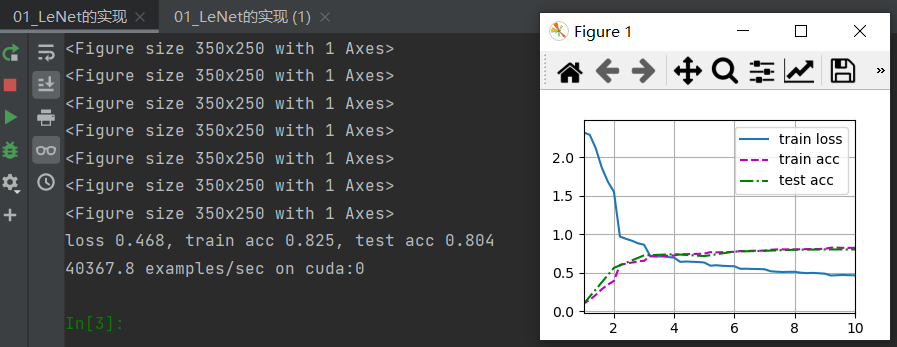 01_LeNet的实现
01_LeNet的实现 (1)
<Figure size 350x250 with 1 Axes>
<Figure size 350x250 with 1 Axes>
<Figure size 350x250 with 1 Axes>
<Figure size 350x250 with 1 Axes>
<Figure size 350x250 with 1 Axes>
<Figure size 350x250 with 1 Axes>
<Figure size 350x250 with 1 Axes>
loss 0.468, train acc 0.825, test acc 0.804
40367.8 examples/sec on cuda:0
In[3]:
Figure 1
train loss
train acc
test acc
2.0
1.5
1.0
0.5
0.0
2 4 6 8 10